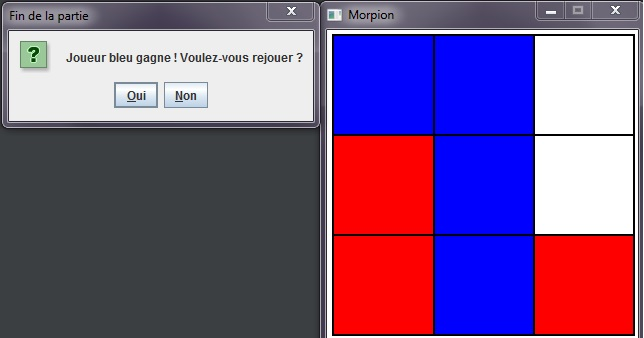 Fin de la partie
Joueur bleu gagne ! Voulez-vous rejouer ?
Oui
Non
Morpion